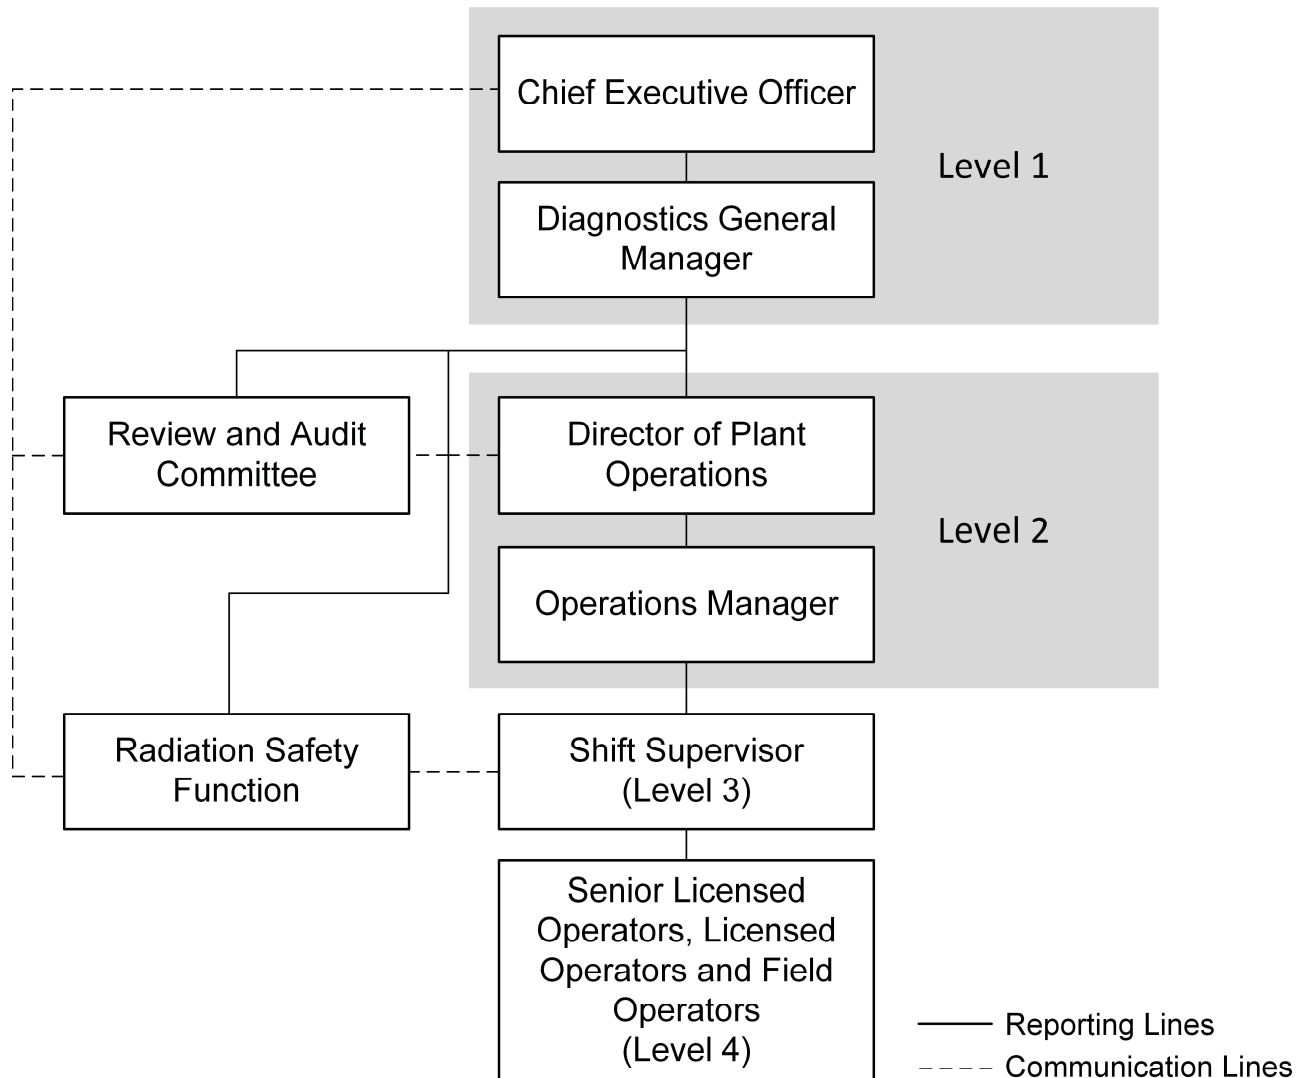 Chief Executive Officer
Level 1
Diagnostics General
Manager
Review and Audit
Committee
Director of Plant
Operations
Level 2
Operations Manager
Radiation Safety
Function
Shift Supervisor
(Level 3)
Senior Licensed
Operators, Licensed
Operators and Field
Operators
(Level 4)
Reporting Lines
Communication Lines